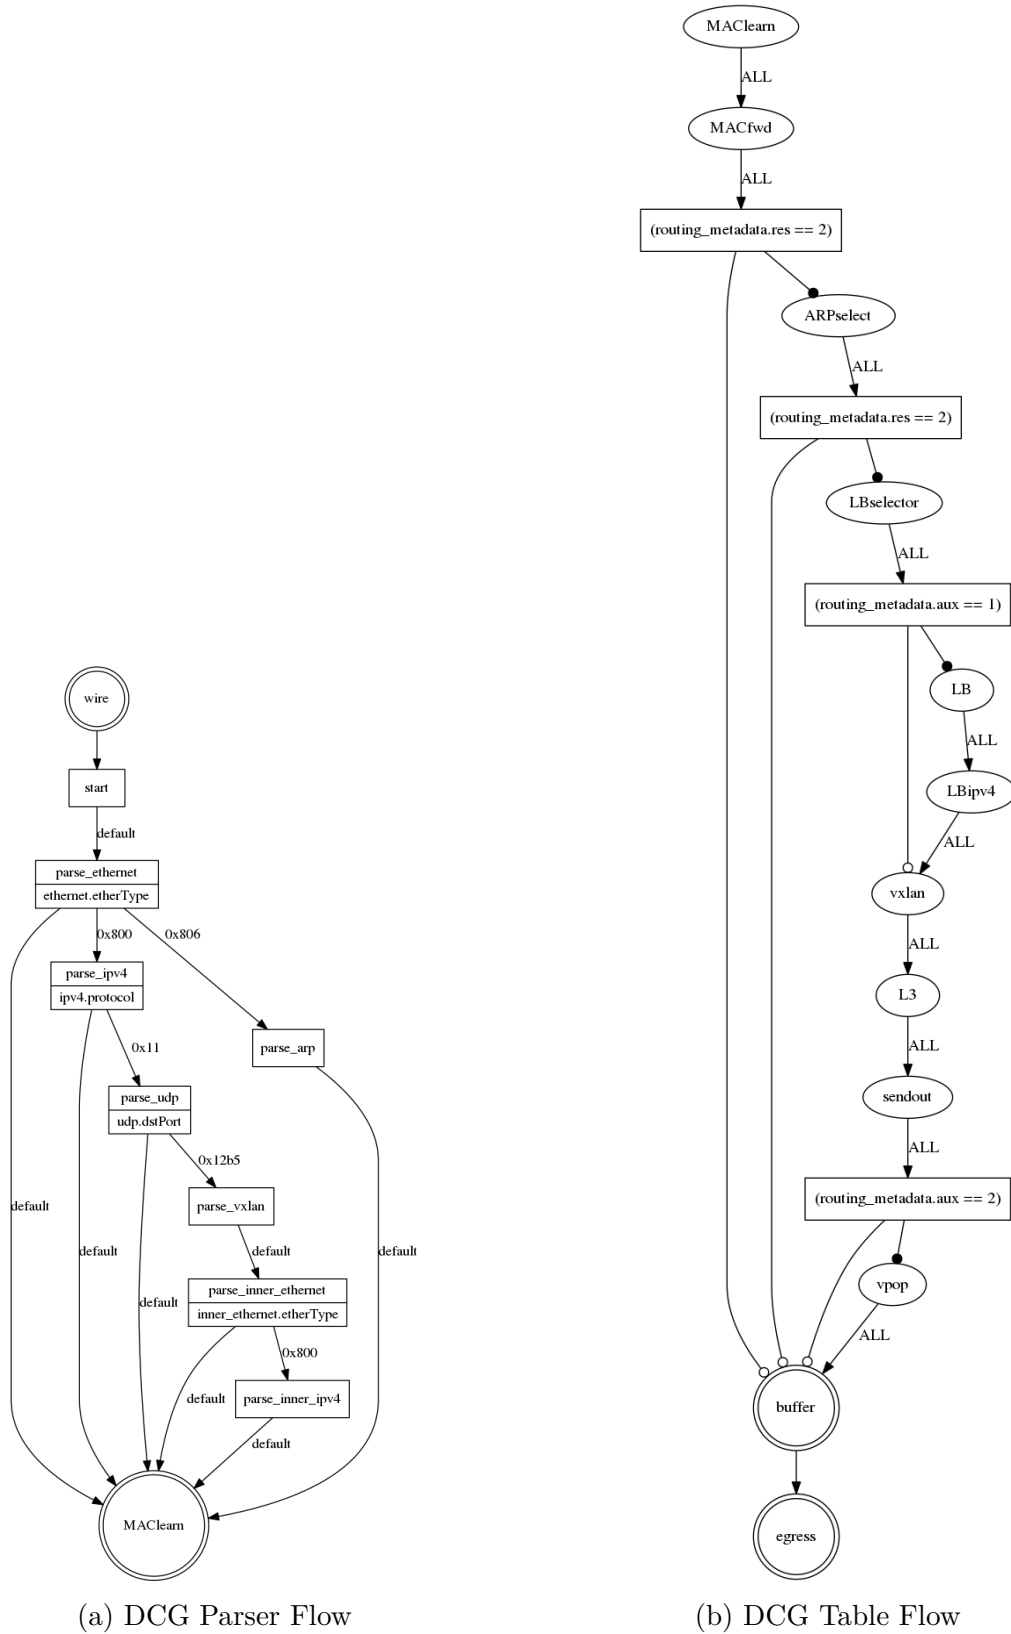 wire
start
default
parse_ethernet
ethernet.etherType
0x800
0x806
parse_ipv4
ipv4.protocol
parse_arp
0x11
parse_udp
udp.dstPort
0x12b5
parse_vxlan
default
default
default
default
parse_inner_ethernet
inner_ethernet.etherType
default
0x800
default
parse_inner_ipv4
default
MAClearn
(a) DCG Parser Flow
MAClearn
ALL
MACfwd
ALL
(routing_metadata.res == 2)
ARPselect
ALL
(routing_metadata.res == 2)
LBselector
ALL
(routing_metadata.aux == 1)
LB
ALL
LBipv4
ALL
vxlan
ALL
L3
ALL
sendout
ALL
(routing_metadata.aux == 2)
vpop
ALL
buffer
egress
(b) DCG Table Flow